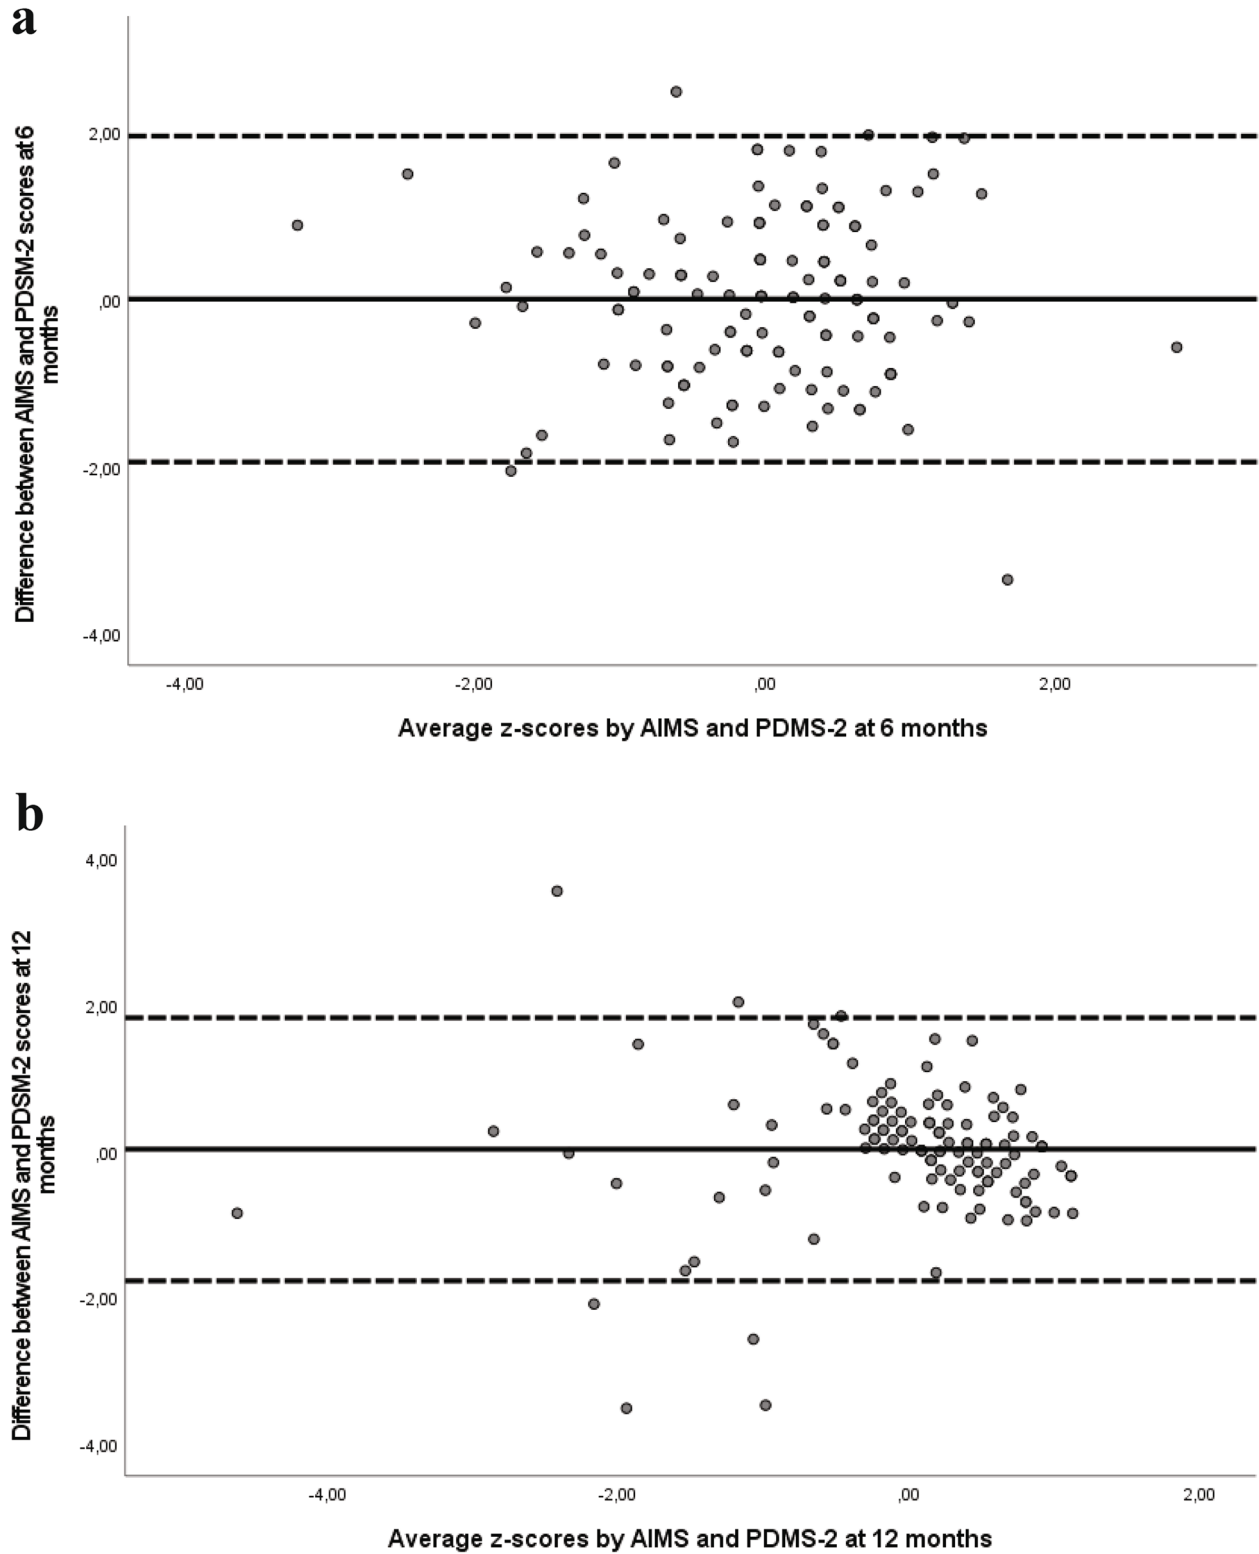 a
Difference between AIMS and PDSM-2 scores at 6
months
2,00
,00
-2,00
-4,00
-4,00
-2,00
,00
2,00
Average z-scores by AIMS and PDMS-2 at 6 months
b
Difference between AIMS and PDSM-2 scores at 12
months
4,00
2,00
,00
-2,00
-4,00
-4,00
-2,00
,00
2,00
Average z-scores by AIMS and PDMS-2 at 12 months